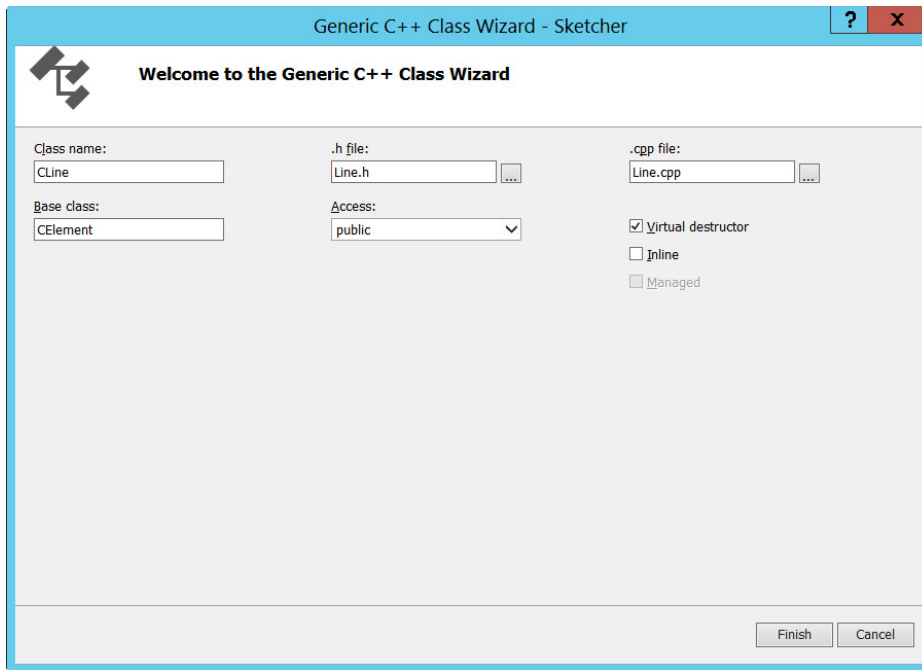 Generic C++ Class Wizard - Sketcher
? X
Welcome to the Generic C++ Class Wizard
Class name: .h file: .cpp file:
CLine Line.h ... Line.cpp ...
Base class: Access:
CElement public Virtual destructor
Inline
Managed
Finish Cancel